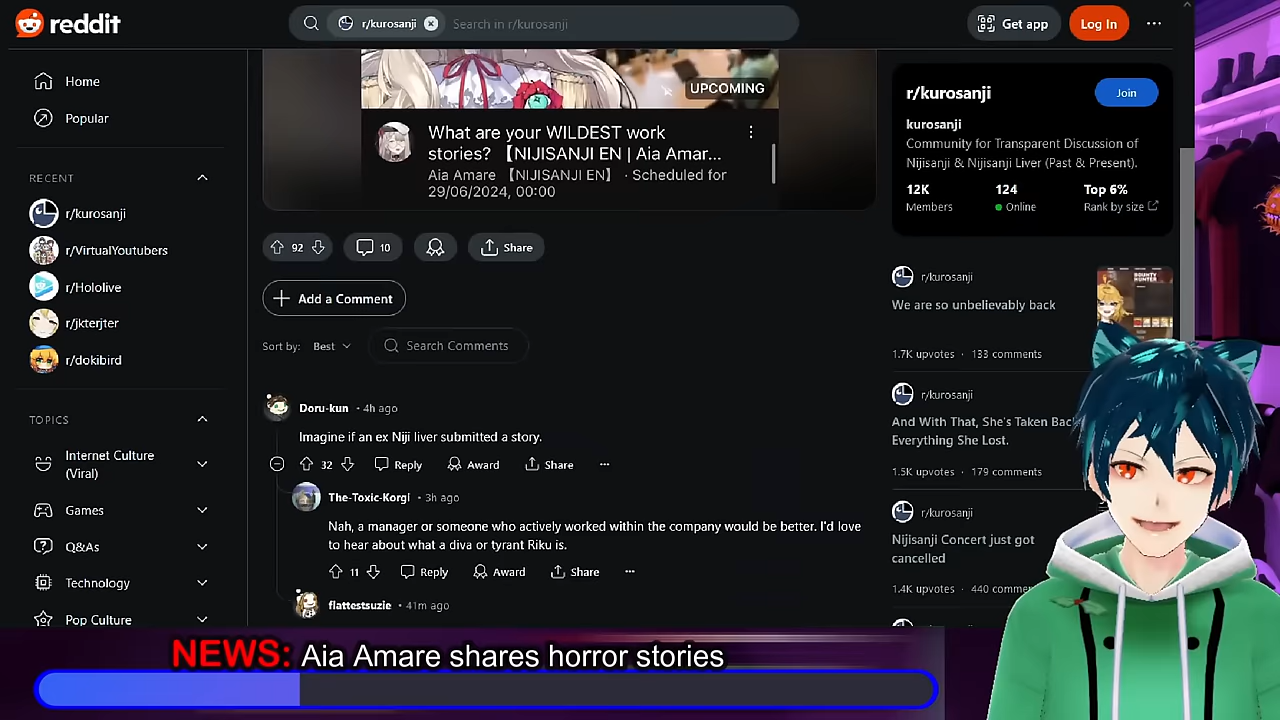 reddit
r/kurosanji
Search in r/kurosanji
Get app
Log In
Home
Popular
RECENT
r/kurosanji
r/VirtualYoutubers
r/Hololive
r/jkterjter
r/dokibird
TOPICS
Internet Culture
(Viral)
Games
Q&As
Technology
Pop Culture
UPCOMING
What are your WILDEST work
stories? 【NIJISANJI EN | Aia Amar...
Aia Amare 【NIJISANJI EN】 · Scheduled for
29/06/2024, 00:00
92
10
Share
Add a Comment
Sort by: Best
Search Comments
Doru-kun • 4h ago
Imagine if an ex Niji liver submitted a story.
32 Reply Award Share
The-Toxic-Korgi • 3h ago
Nah, a manager or someone who actively worked within the company would be better. I'd love
to hear about what a diva or tyrant Riku is.
11 Reply Award Share
flattestsuzie • 41m ago
r/kurosanji
Join
kurosanji
Community for Transparent Discussion of
Nijisanji & Nijisanji Liver (Past & Present).
12K 124 Top 6%
Members Online Rank by size
r/kurosanji
We are so unbelievably back
BOUNTY
HUNTER
1.7K upvotes · 133 comments
r/kurosanji
And With That, She's Taken Back
Everything She Lost.
1.5K upvotes · 179 comments
r/kurosanji
Nijisanji Concert just got
cancelled
1.4K upvotes · 440 comme
NEWS: Aia Amare shares horror stories